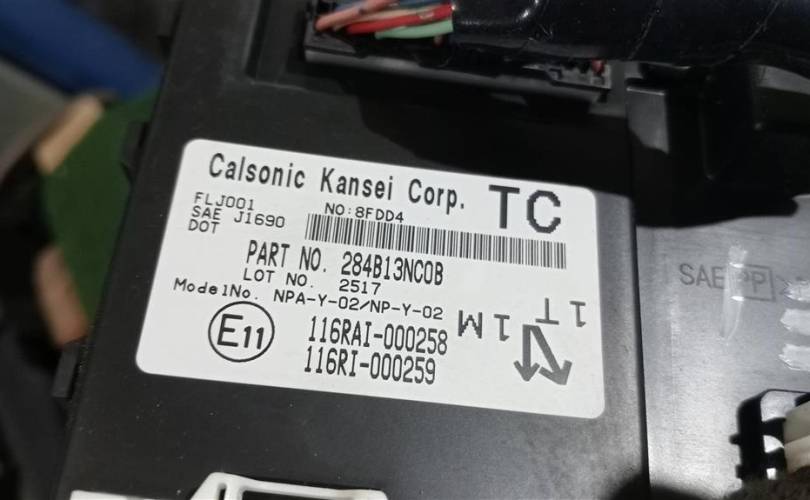 Calsonic Kansei Corp. TC
FLJ001
SAE J1690
DOT
NO:8FDD4
PART NO. 284B13NC0B
LOT NO. 2517
ModelNo. NPA-Y-02/NP-Y-02
E11
116RAI-000258
116RI-000259
1M
1T
SAE PP